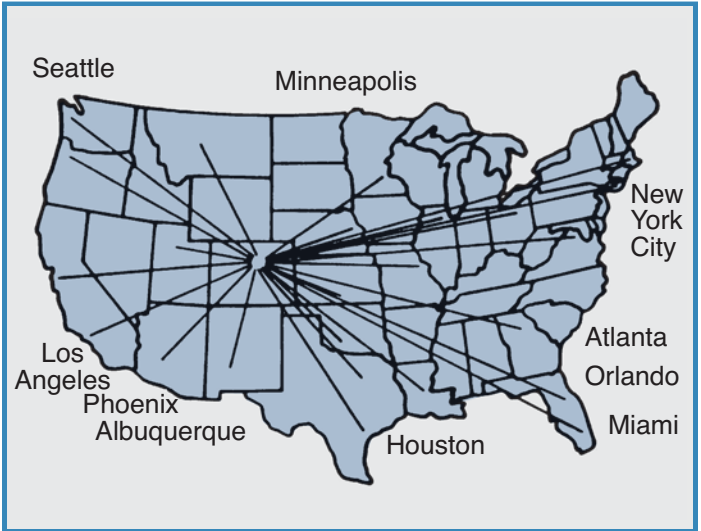 Seattle
Minneapolis
New
York
City
Atlanta
Los
Angeles
Orlando
Phoenix
Albuquerque
Miami
Houston